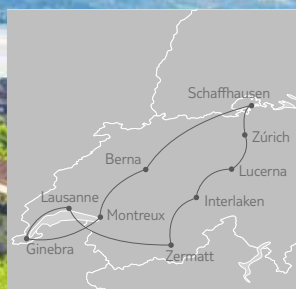 Schaffhausen
Zúrich
Berna
Lucerna
Lausanne
Interlaken
Montreux
Ginebra
Zermatt